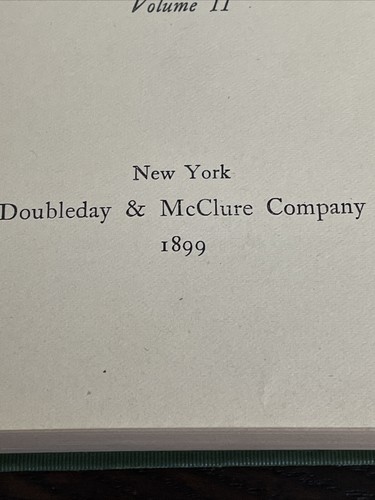 Volume II
New York
Doubleday & McClure Company
1899